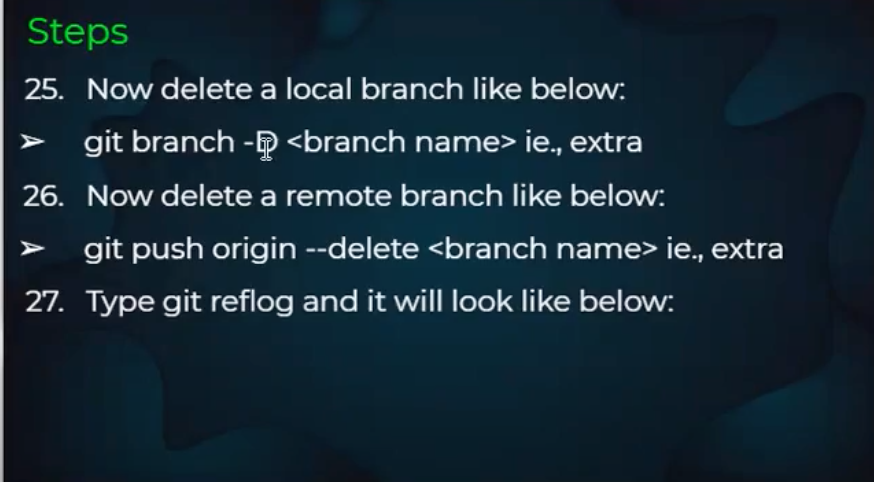 Steps
25. Now delete a local branch like below:
➢ git branch -D <branch name> ie., extra
26. Now delete a remote branch like below:
➢ git push origin --delete <branch name> ie., extra
27. Type git reflog and it will look like below: